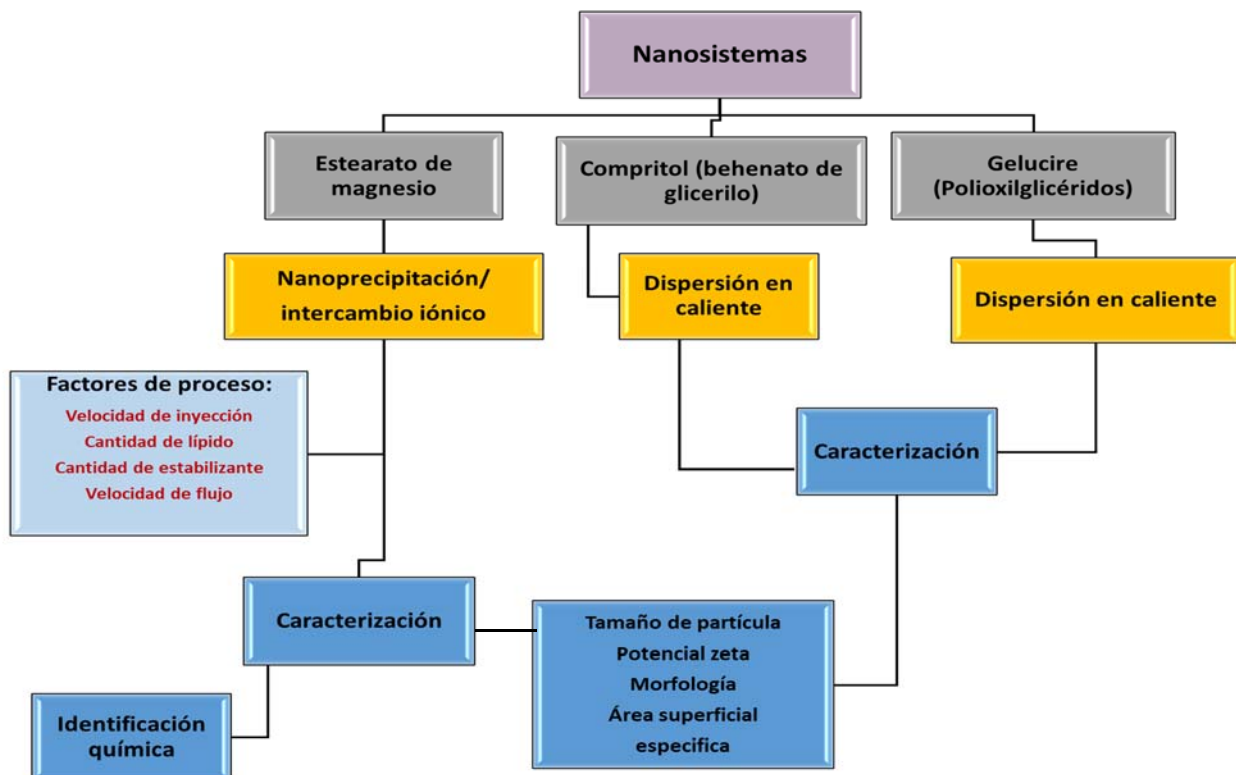 Nanosistemas
Estearato de
magnesio
Compritol (behenato de
glicerilo)
Gelucire
(Polioxilglicéridos)
Nanoprecipitación/
intercambio iónico
Dispersión en
caliente
Dispersión en caliente
Factores de proceso:
Velocidad de inyección
Cantidad de lípido
Cantidad de estabilizante
Velocidad de flujo
Caracterización
Caracterización
Tamaño de partícula
Potencial zeta
Morfología
Área superficial
especifica
Identificación
química